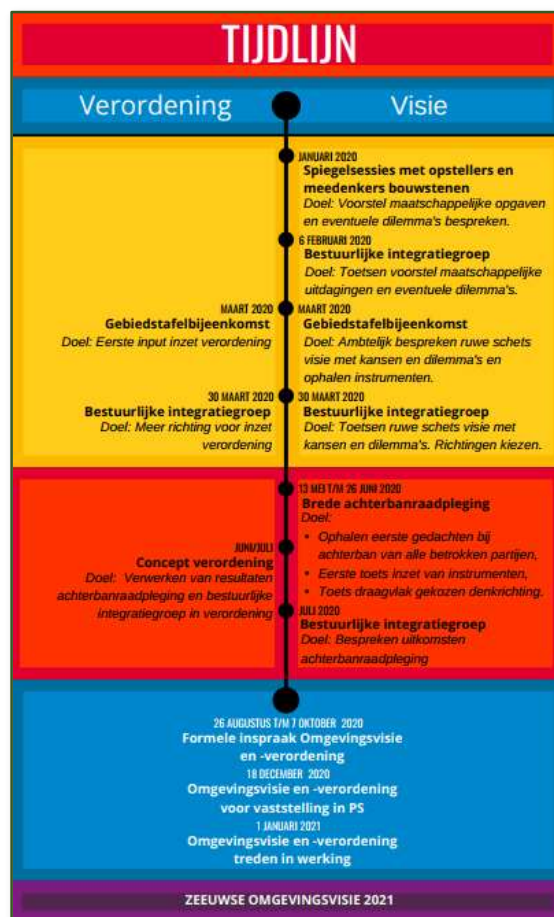 TIJDLIJN
Verordening
Visie
JANUARI 2020
Spiegelsessies met opstellers en
meedenkers bouwstenen
Doel: Voorstel maatschappelijke opgaven
en eventuele dilemma's bespreken.
6 FEBRUARI 2020
Bestuurlijke integratiegroep
Doel: Toetsen voorstel maatschappelijke
uitdagingen en eventuele dilemma's.
MAART 2020
Gebiedstafelbijeenkomst
Doel: Eerste input inzet verordening
MAART 2020
Gebiedstafelbijeenkomst
Doel: Ambtelijk bespreken ruwe schets
visie met kansen en dilemma's en
ophalen instrumenten.
30 MAART 2020
Bestuurlijke integratiegroep
Doel: Meer richting voor inzet
verordening
30 MAART 2020
Bestuurlijke integratiegroep
Doel: Toetsen ruwe schets visie met
kansen en dilemma's. Richtingen kiezen.
13 MEI T/M 26 JUNI 2020
Brede achterbanraadpleging
Doel:
• Ophalen eerste gedachten bij
achterban van alle betrokken partijen,
• Eerste toets inzet van instrumenten,
• Toets draagvlak gekozen denkrichting.
JUNI/JULI
Concept verordening
Doel: Verwerken van resultaten
achterbanraadpleging en bestuurlijke
integratiegroep in verordening
JULI 2020
Bestuurlijke integratiegroep
Doel: Bespreken uitkomsten
achterbanraadpleging
26 AUGUSTUS T/M 7 OKTOBER 2020
Formele inspraak Omgevingsvisie
en -verordening
18 DECEMBER 2020
Omgevingsvisie en -verordening
voor vaststelling in PS
1 JANUARI 2021
Omgevingsvisie en -verordening
treden in werking
ZEEUWSE OMGEVINGSVISIE 2021